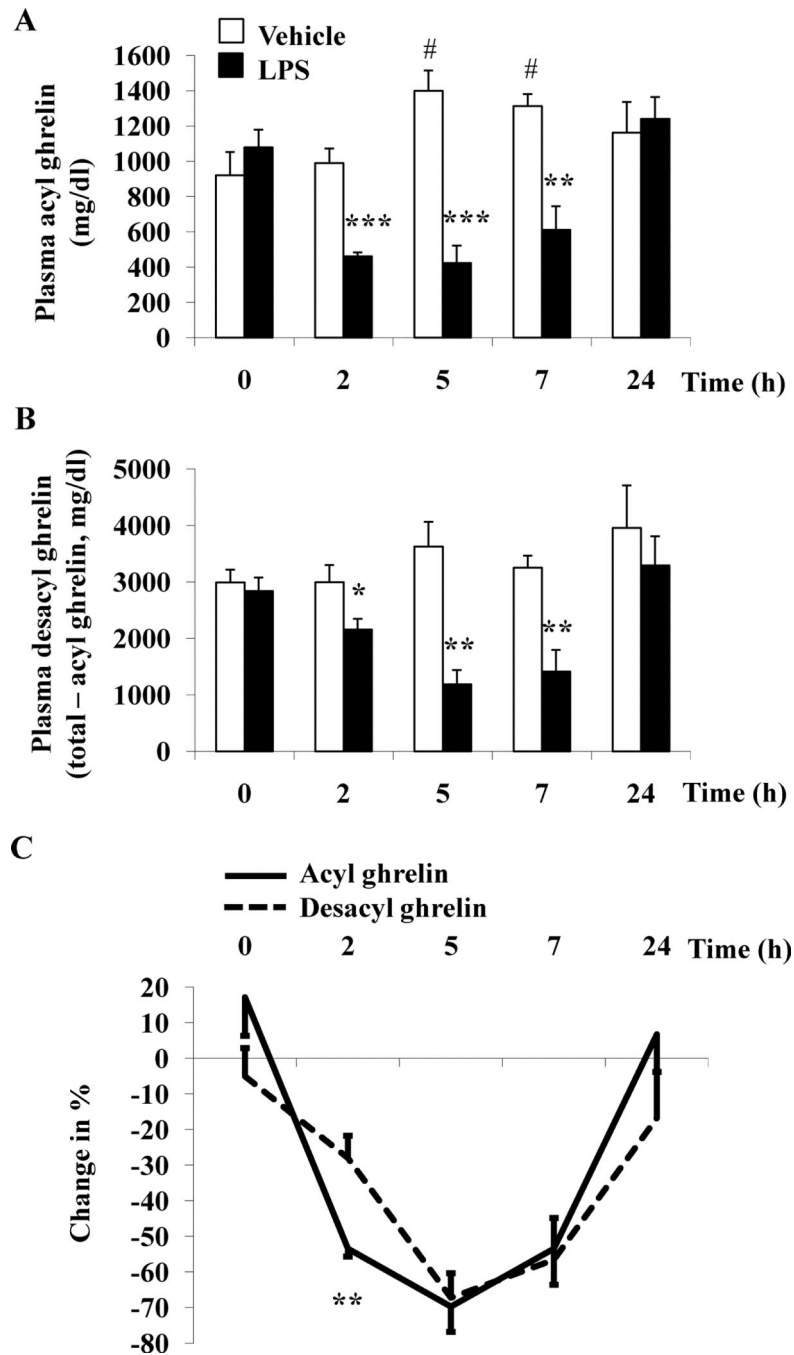 A
Vehicle
LPS
Plasma acyl ghrelin
(mg/dl)
1600
1400
1200
1000
800
600
400
200
0
#
#
***
***
**
0 2 5 7 24 Time (h)
B
Plasma desacyl ghrelin
(total – acyl ghrelin, mg/dl)
5000
4000
3000
2000
1000
0
*
**
**
0 2 5 7 24 Time (h)
C
Acyl ghrelin
Desacyl ghrelin
0 2 5 7 24 Time (h)
Change in %
20
10
0
-10
-20
-30
-40
-50
-60
-70
-80
**